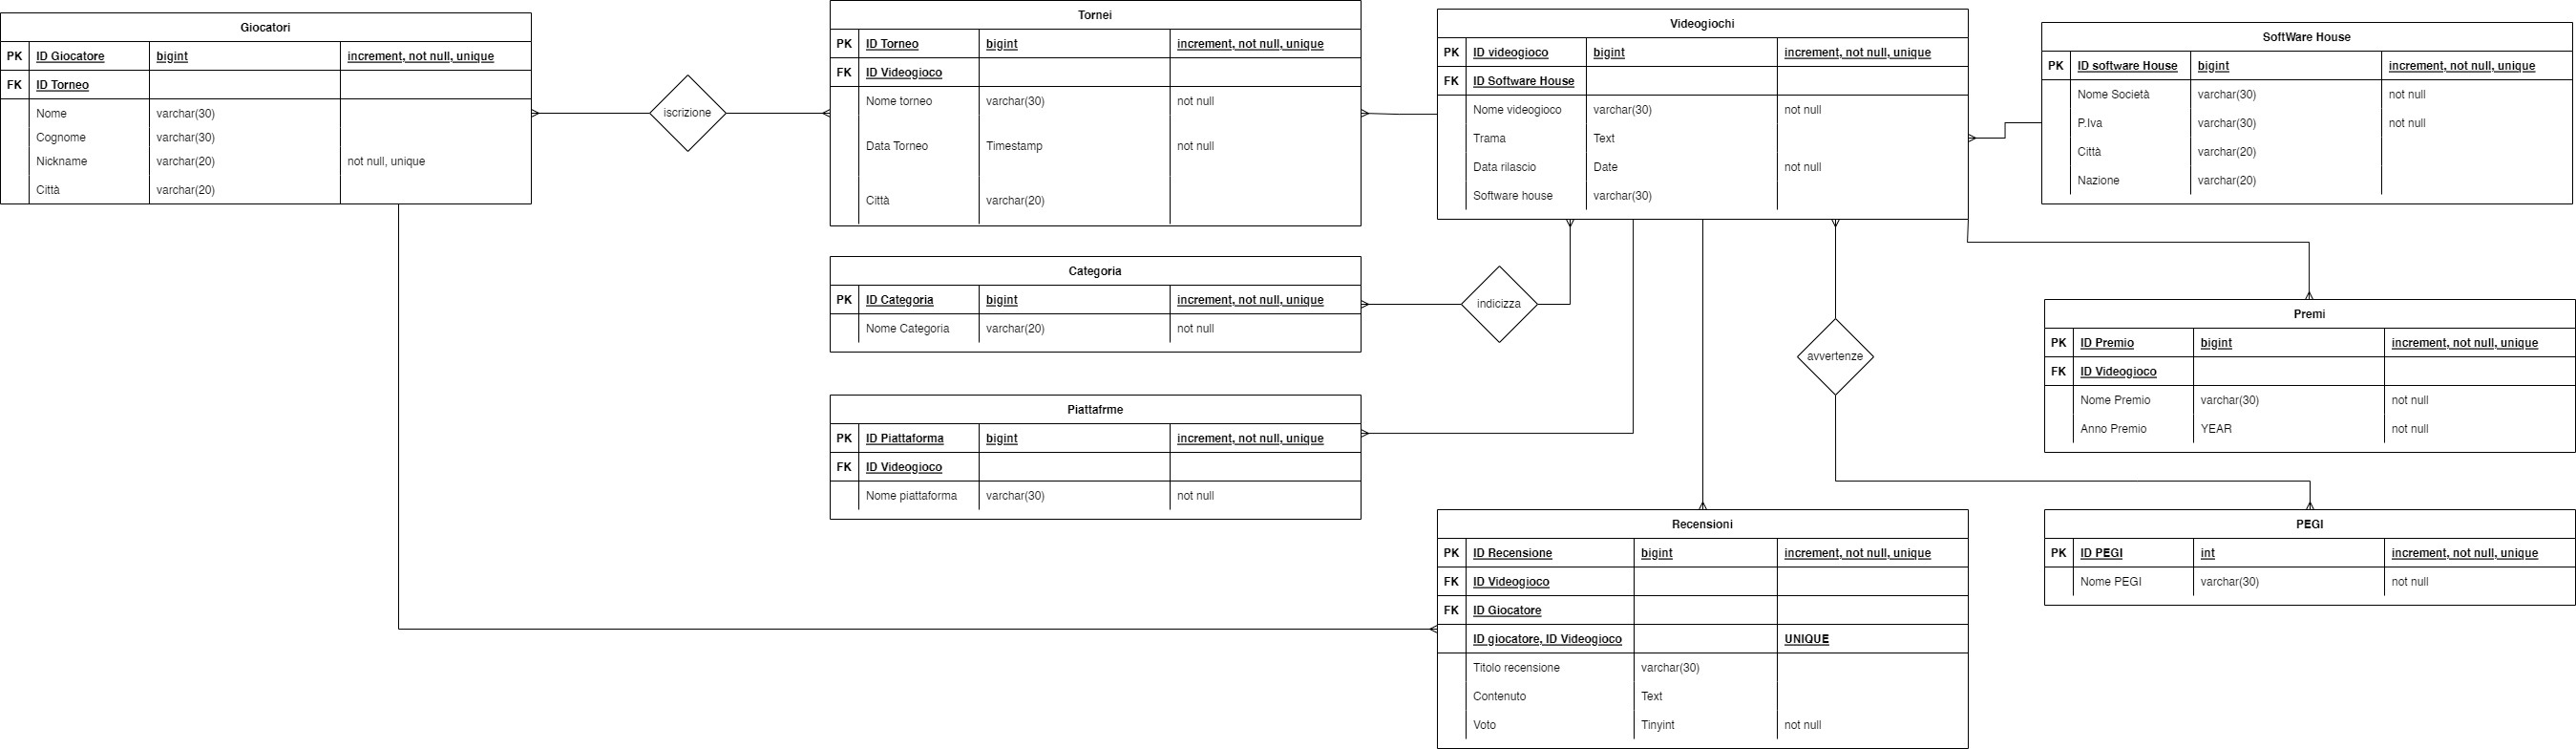 Giocatori
PK ID Giocatore bigint increment, not null, unique
FK ID Torneo
Nome varchar(30)
Cognome varchar(30)
Nickname varchar(20) not null, unique
Città varchar(20)
iscrizione
Tornei
PK ID Torneo bigint increment, not null, unique
FK ID Videogioco
Nome torneo varchar(30) not null
Data Torneo Timestamp not null
Città varchar(20)
Videogiochi
PK ID videogioco bigint increment, not null, unique
FK ID Software House
Nome videogioco varchar(30) not null
Trama Text
Data rilascio Date not null
Software house varchar(30)
SoftWare House
PK ID software House bigint increment, not null, unique
Nome Società varchar(30) not null
P.Iva varchar(30) not null
Città varchar(20)
Nazione varchar(20)
Categoria
PK ID Categoria bigint increment, not null, unique
Nome Categoria varchar(20) not null
indicizza
avvertenze
Premi
PK ID Premio bigint increment, not null, unique
FK ID Videogioco
Nome Premio varchar(30) not null
Anno Premio YEAR not null
Piattafrme
PK ID Piattaforma bigint increment, not null, unique
FK ID Videogioco
Nome piattaforma varchar(30) not null
Recensioni
PK ID Recensione bigint increment, not null, unique
FK ID Videogioco
FK ID Giocatore
ID giocatore, ID Videogioco UNIQUE
Titolo recensione varchar(30)
Contenuto Text
Voto Tinyint not null
PEGI
PK ID PEGI int increment, not null, unique
Nome PEGI varchar(30) not null